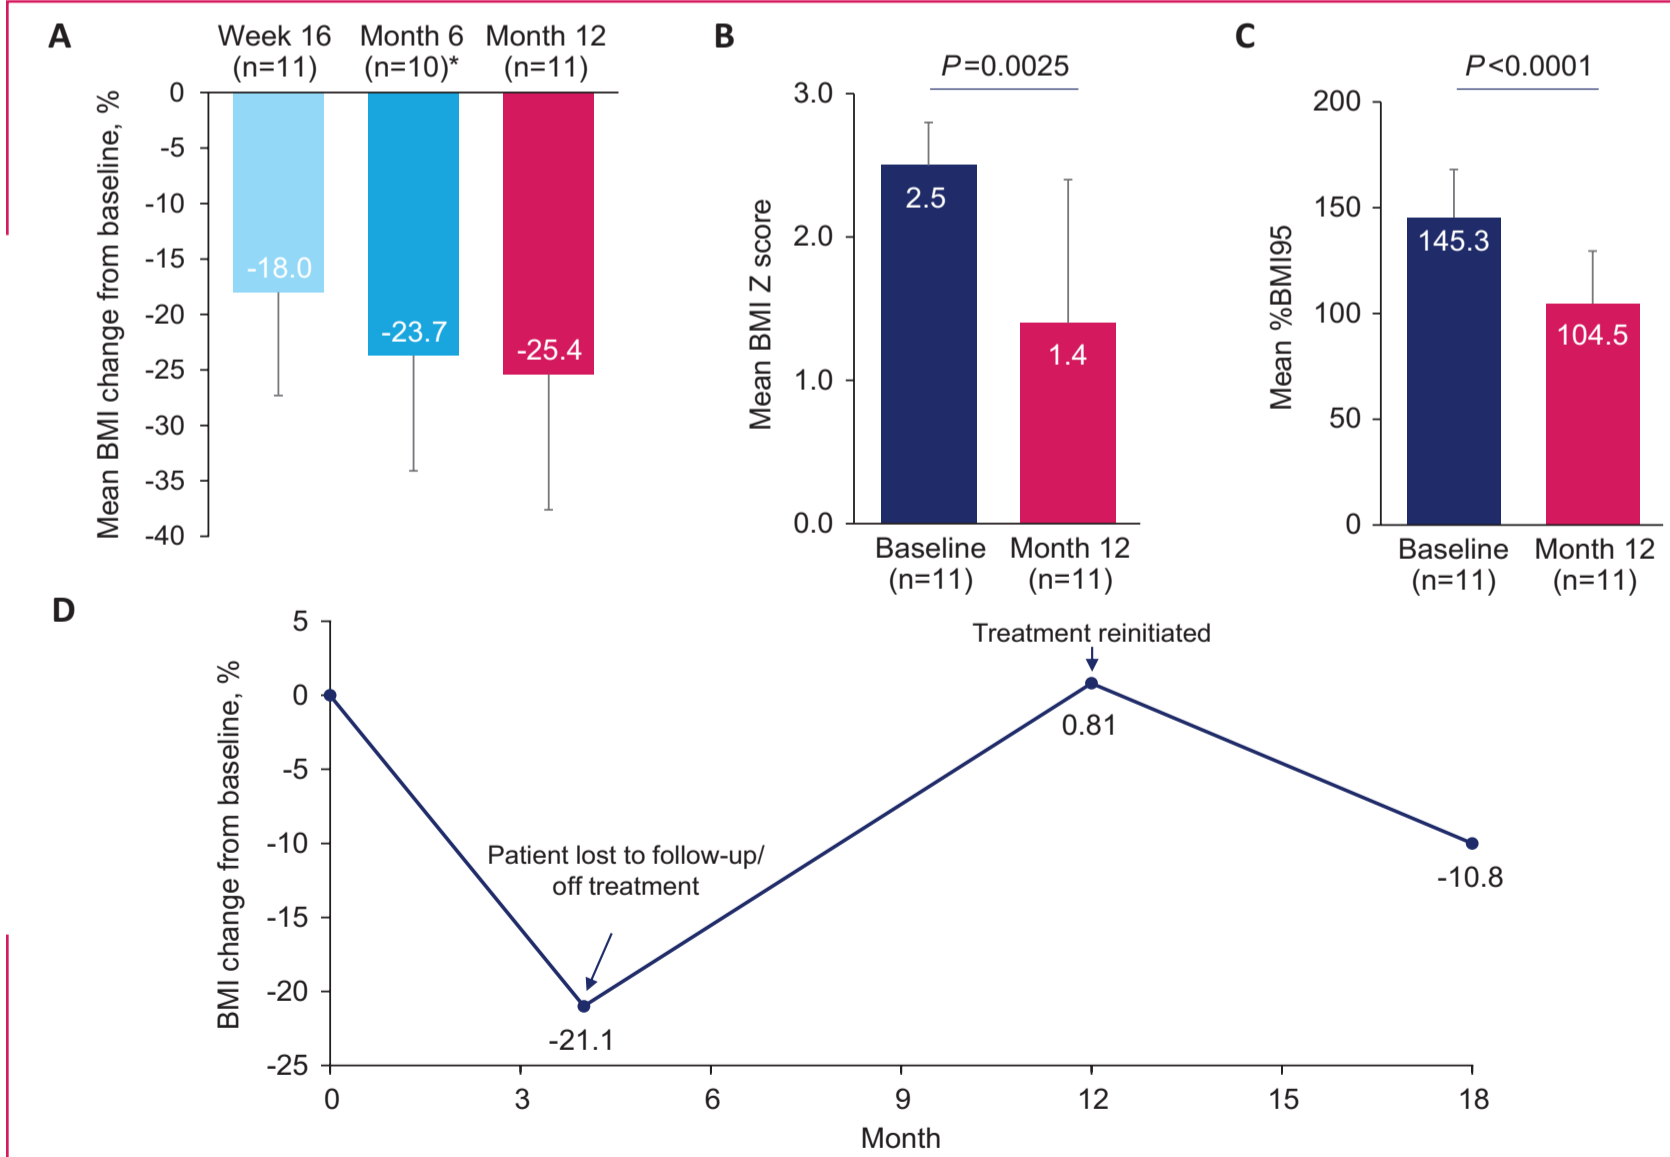 A
Week 16
(n=11)
Month 6
(n=10)*
Month 12
(n=11)
Mean BMI change from baseline, %
0
-5
-10
-15
-20
-25
-30
-35
-40
-18.0
-23.7
-25.4
B
P=0.0025
Mean BMI Z score
3.0
2.0
1.0
0.0
2.5
1.4
Baseline
(n=11)
Month 12
(n=11)
C
P<0.0001
Mean %BMI95
200
150
100
50
0
145.3
104.5
Baseline
(n=11)
Month 12
(n=11)
D
BMI change from baseline, %
5
0
-5
-10
-15
-20
-25
Treatment reinitiated
0.81
Patient lost to follow-up/
off treatment
-21.1
-10.8
0
3
6
9
12
15
18
Month